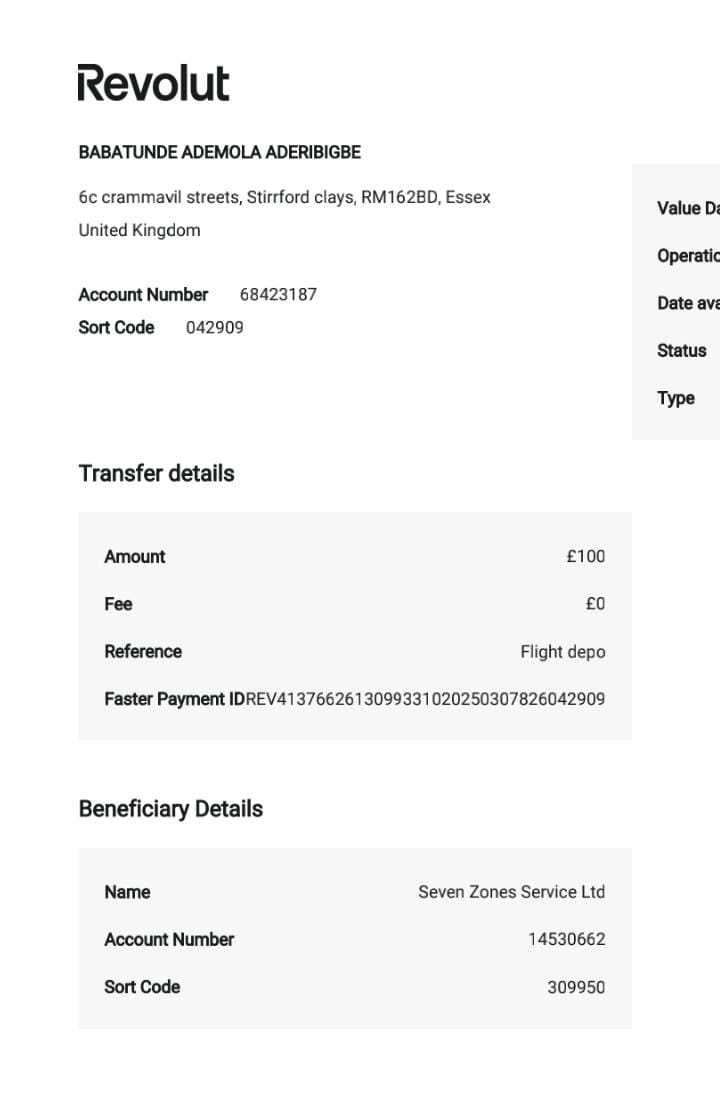 Revolut
BABATUNDE ADEMOLA ADERIBIGBE
6c crammavil streets, Stirrford clays, RM162BD, Essex
United Kingdom
Account Number 68423187
Sort Code 042909
Value Da
Operatio
Date ava
Status
Type
Transfer details
Amount £100
Fee £0
Reference Flight depo
Faster Payment IDREV4137662613099331020250307826042909
Beneficiary Details
Name Seven Zones Service Ltd
Account Number 14530662
Sort Code 309950